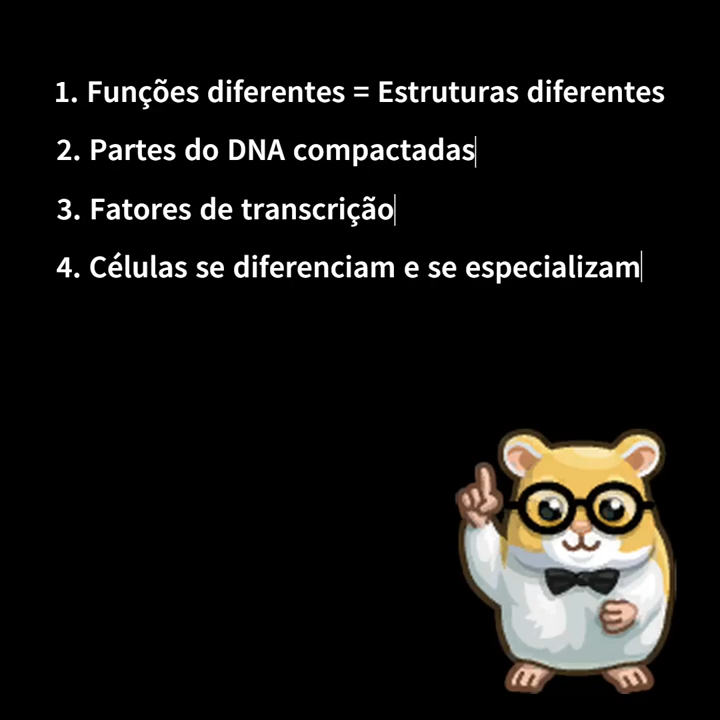 1. Funções diferentes = Estruturas diferentes
2. Partes do DNA compactadas
3. Fatores de transcrição
4. Células se diferenciam e se especializam